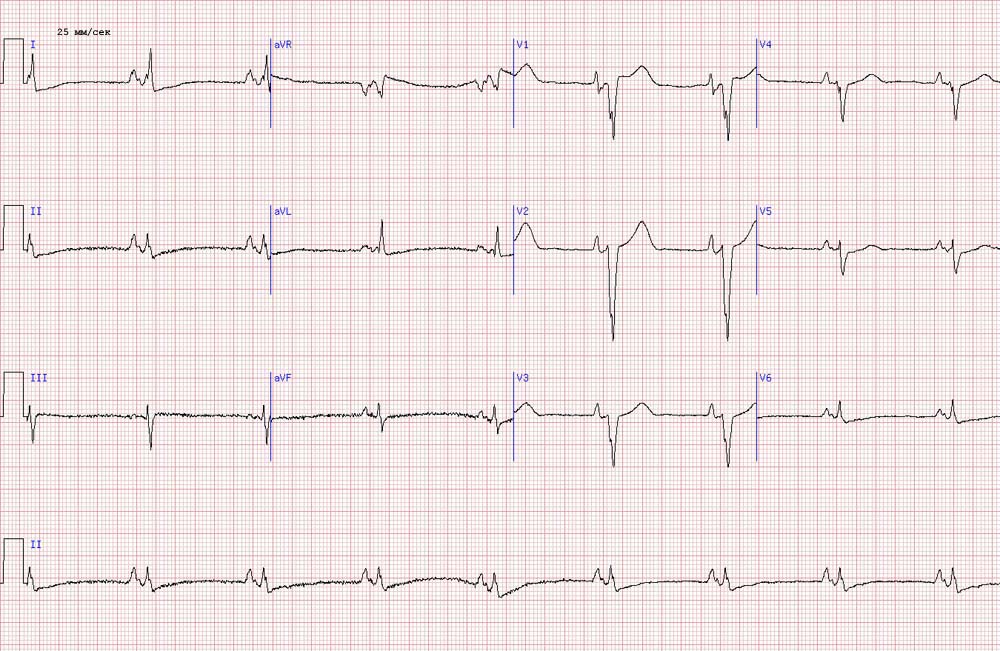 25 мм/сек
I aVR V1 V4
II aVL V2 V5
III aVF V3 V6
II